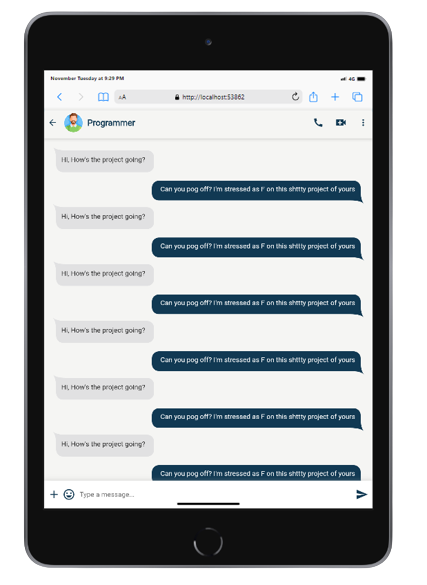 November Tuesday at 9:29 PM
4G
AA
http://localhost:53862
Programmer
Hi, How's the project going?
Can you pog off? I'm stressed as F on this shttty project of yours
Hi, How's the project going?
Can you pog off? I'm stressed as F on this shttty project of yours
Hi, How's the project going?
Can you pog off? I'm stressed as F on this shttty project of yours
Hi, How's the project going?
Can you pog off? I'm stressed as F on this shttty project of yours
Hi, How's the project going?
Can you pog off? I'm stressed as F on this shttty project of yours
Hi, How's the project going?
Can you pog off? I'm stressed as F on this shttty project of yours
Type a message...